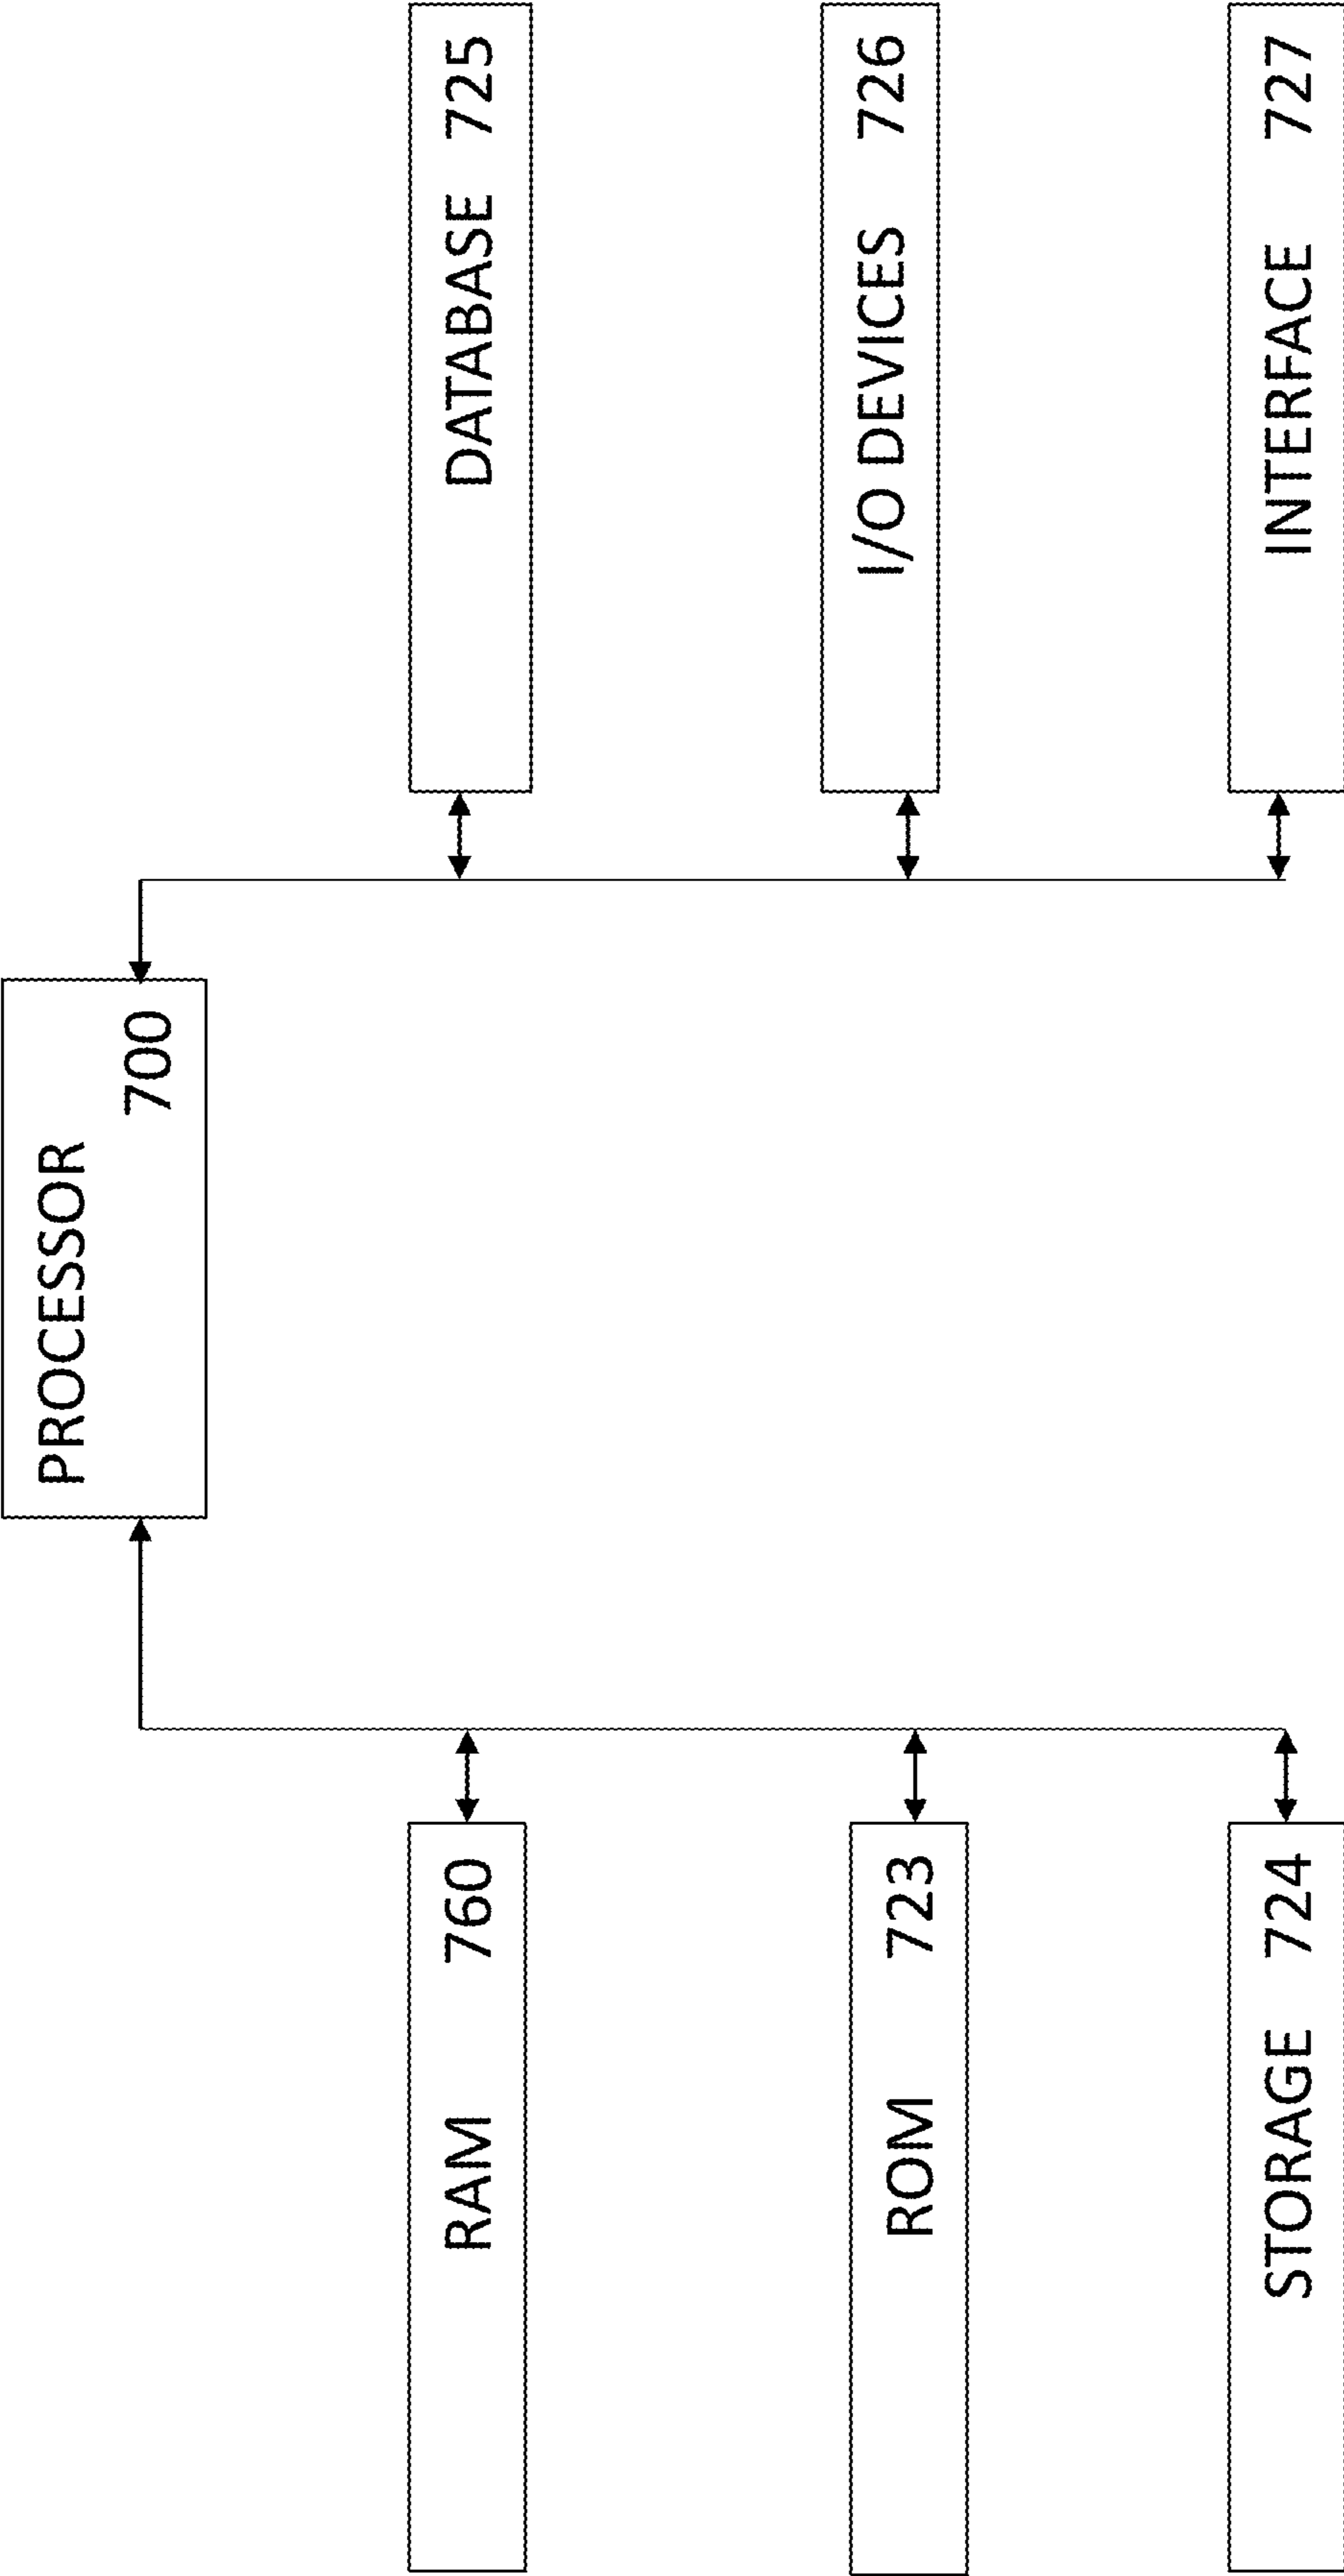 PROCESSOR
700
RAM 760
ROM 723
STORAGE 724
DATABASE 725
I/O DEVICES 726
INTERFACE 727